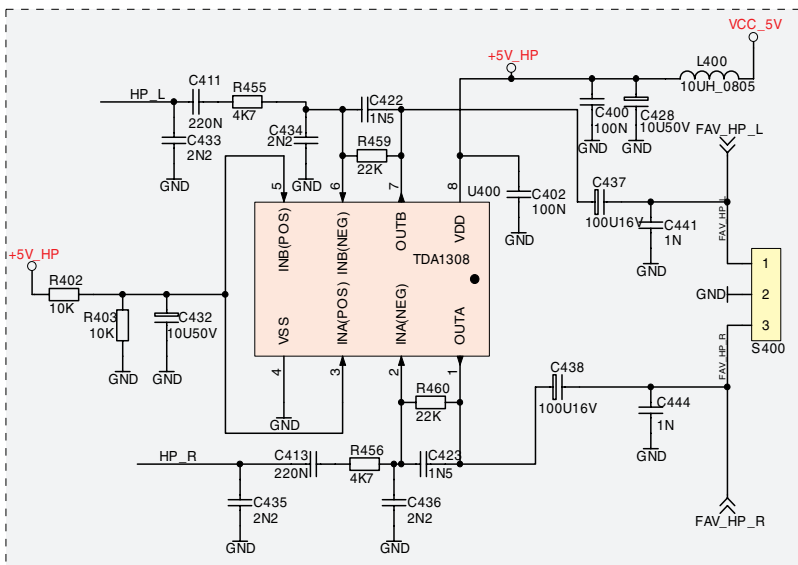 VCC_5V
+5V_HP
L400
10UH_0805
C411
R455
HP_L
220N
4K7
C422
1N5
C433
2N2
GND
C434
2N2
GND
R459
22K
C400
100N
GND
C428
10U50V
GND
FAV_HP_L
5
6
7
8
U400
C402
100N
GND
C437
100U16V
C441
1N
GND
FAV_HP_L
INB(POS)
INB(NEG)
OUTB
VDD
TDA1308
VSS
INA(POS)
INA(NEG)
OUTA
+5V_HP
R402
10K
R403
10K
GND
C432
10U50V
GND
1
GND
2
3
S400
FAV_HP_R
4
3
2
1
GND
R460
22K
C438
100U16V
C444
1N
GND
HP_R
C413
220N
R456
4K7
C423
1N5
C435
2N2
GND
C436
2N2
GND
FAV_HP_R